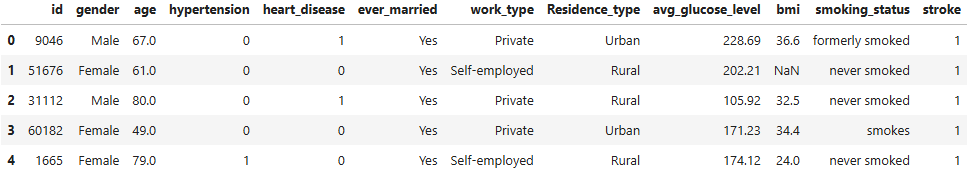 id gender age hypertension heart_disease ever_married work_type Residence_type avg_glucose_level bmi smoking_status stroke
0 9046 Male 67.0 0 1 Yes Private Urban 228.69 36.6 formerly smoked 1
1 51676 Female 61.0 0 0 Yes Self-employed Rural 202.21 NaN never smoked 1
2 31112 Male 80.0 0 1 Yes Private Rural 105.92 32.5 never smoked 1
3 60182 Female 49.0 0 0 Yes Private Urban 171.23 34.4 smokes 1
4 1665 Female 79.0 1 0 Yes Self-employed Rural 174.12 24.0 never smoked 1